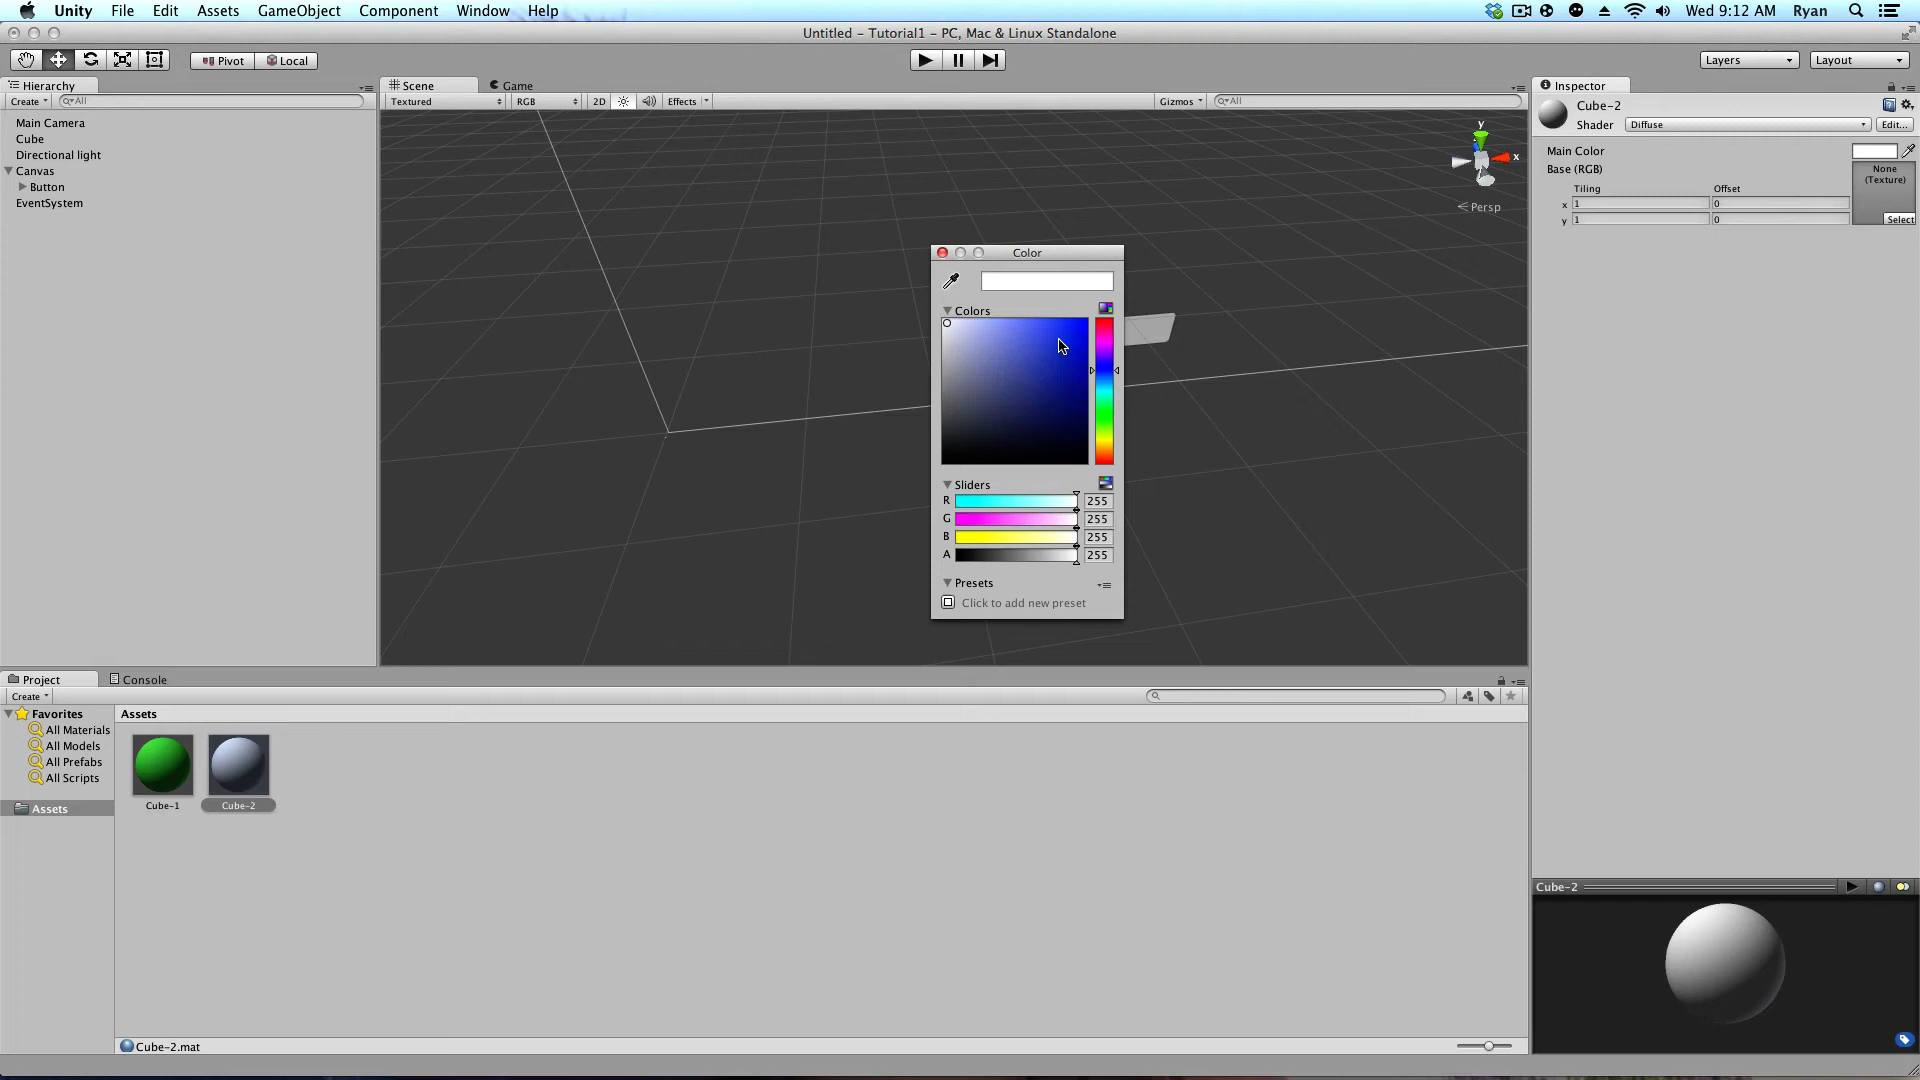 Unity File Edit Assets GameObject Component Window Help Wed 9:12 AM Ryan
Untitled - Tutorial1 - PC, Mac & Linux Standalone
Pivot Local Layers Layout
Hierarchy
Create All
Main Camera
Cube
Directional light
Canvas
Button
EventSystem
Scene Game
Textured RGB 2D Effects Gizmos All
y
x
Persp
Color
Colors
Sliders
R 255
G 255
B 255
A 255
Presets
Click to add new preset
Inspector
Cube-2
Shader Diffuse Edit...
Main Color
Base (RGB)
None
(Texture)
Tiling Offset
x 1 0
y 1 0
Select
Project Console
Create
Favorites
All Materials
All Models
All Prefabs
All Scripts
Assets
Assets
Cube-1 Cube-2
Cube-2.mat
Cube-2